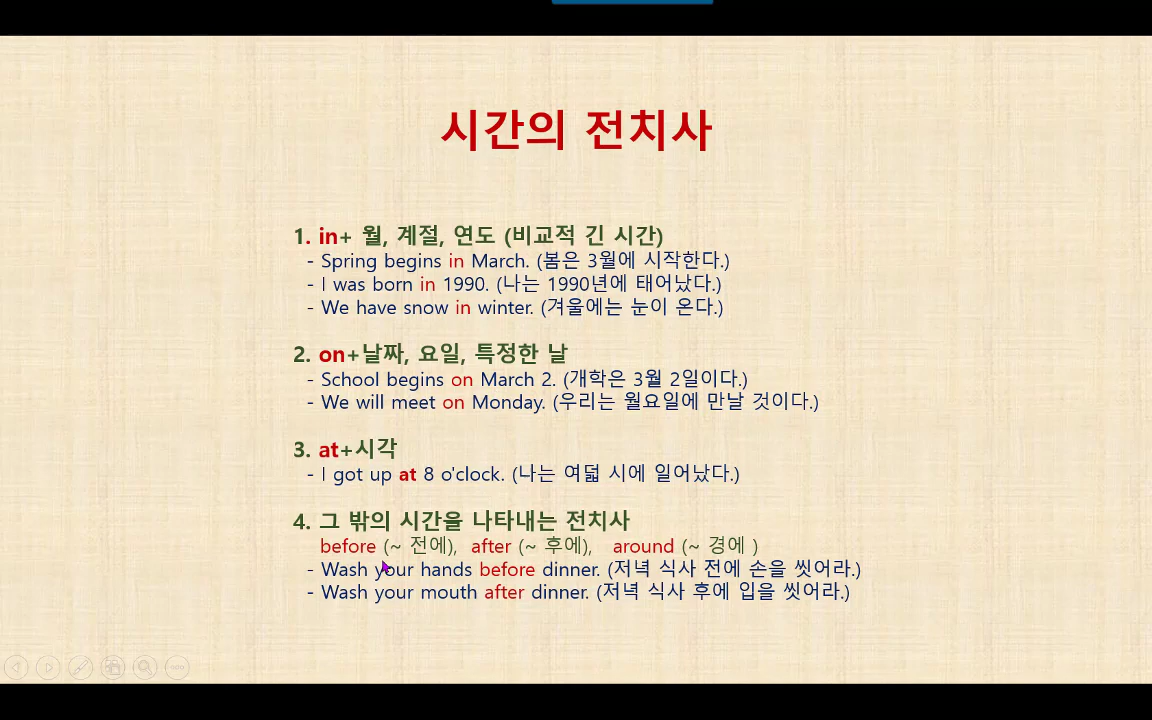 시간의 전치사
1. in+ 월, 계절, 연도 (비교적 긴 시간)
- Spring begins in March. (봄은 3월에 시작한다.)
- I was born in 1990. (나는 1990년에 태어났다.)
- We have snow in winter. (겨울에는 눈이 온다.)
2. on+날짜, 요일, 특정한 날
- School begins on March 2. (개학은 3월 2일이다.)
- We will meet on Monday. (우리는 월요일에 만날 것이다.)
3. at+시각
- I got up at 8 o'clock. (나는 여덟 시에 일어났다.)
4. 그 밖의 시간을 나타내는 전치사
before (~ 전에), after (~ 후에), around (~ 경에 )
- Wash your hands before dinner. (저녁 식사 전에 손을 씻어라.)
- Wash your mouth after dinner. (저녁 식사 후에 입을 씻어라.)